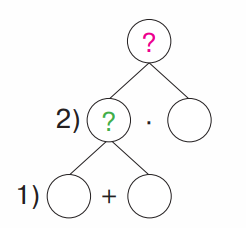 ?
2) ? ·
1) +